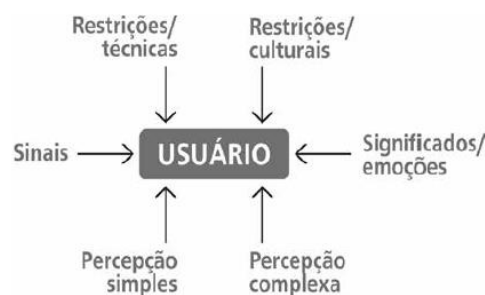 Restrições/
técnicas
Restrições/
culturais
Sinais
USUÁRIO
Significados/
emoções
Percepção
simples
Percepção
complexa